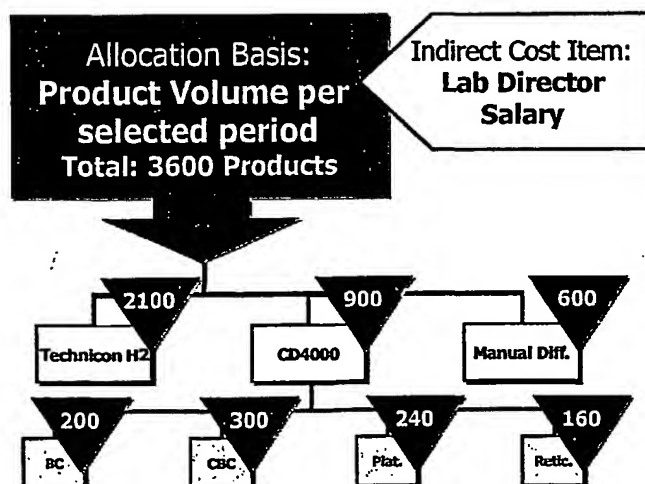 Allocation Basis:
Product Volume per
selected period
Total: 3600 Products
Indirect Cost Item:
Lab Director
Salary
2100
900
600
Technicon H2
CD4000
Manual Diff.
200
300
240
160
BC
CBC
Plat.
Retic.